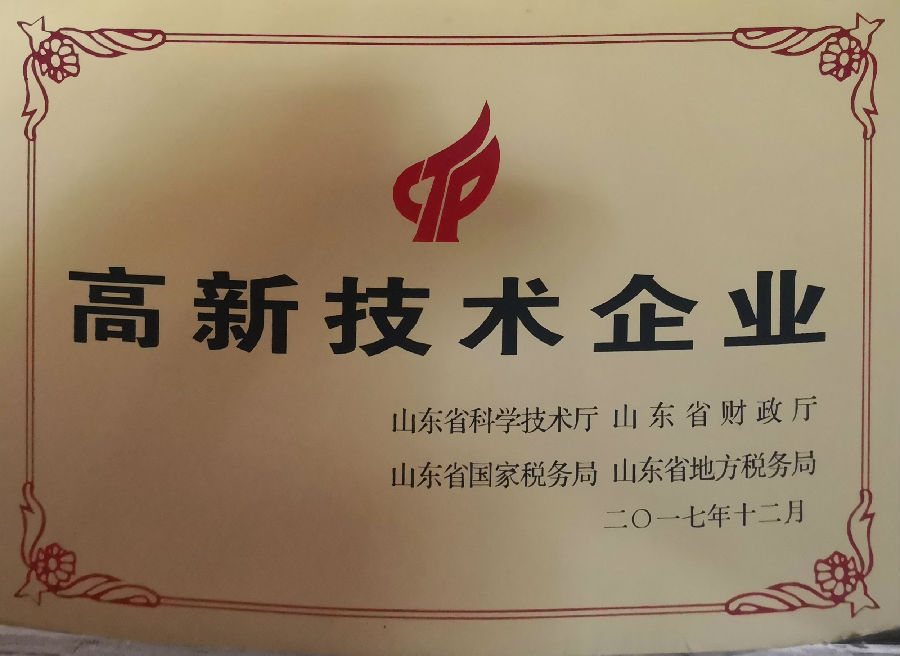 CTP
高新技术企业
山东省科学技术厅 山东省财政厅
山东省国家税务局 山东省地方税务局
二〇一七年十二月